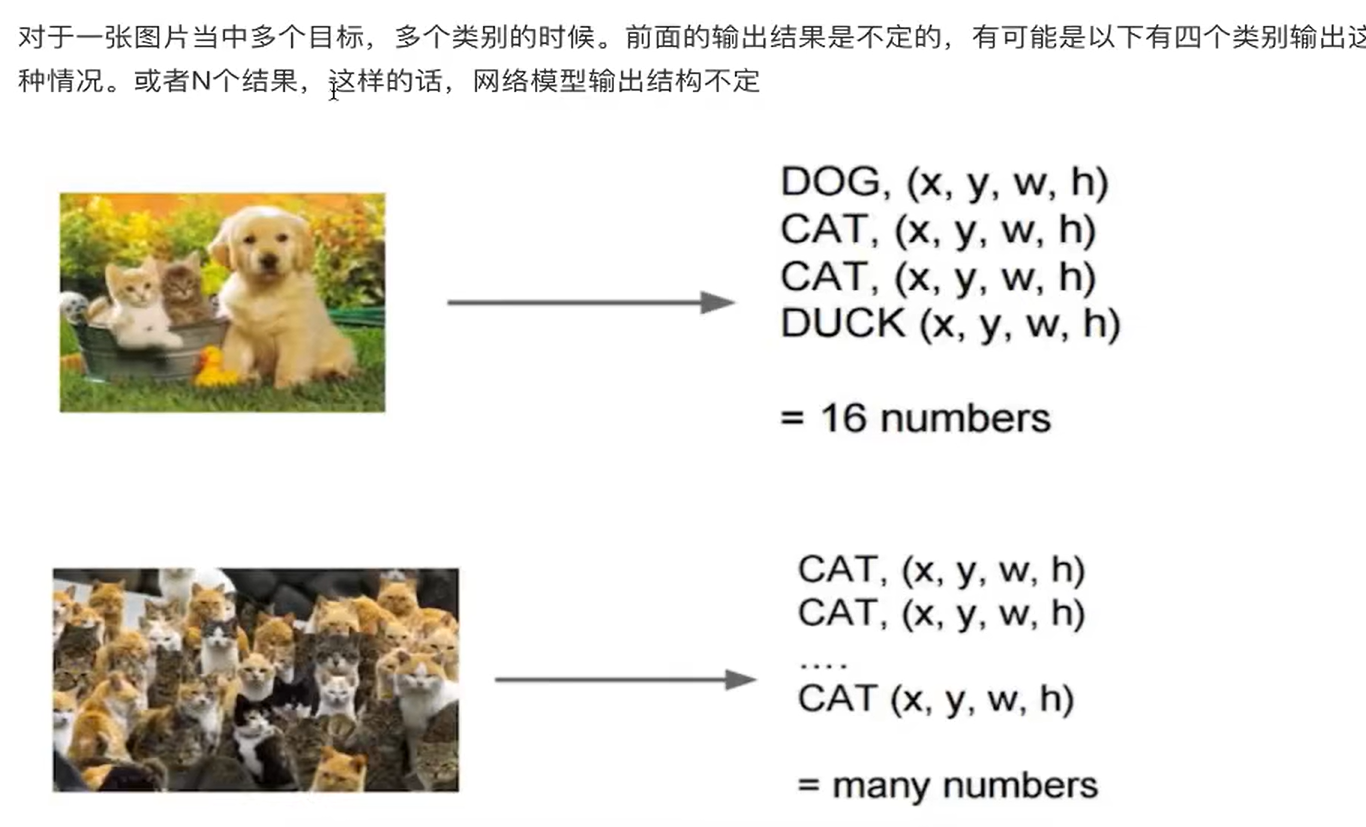 对于一张图片当中多个目标，多个类别的时候。前面的输出结果是不定的，有可能是以下有四个类别输出这
种情况。或者N个结果，这样的话，网络模型输出结构不定
DOG, (x, y, w, h)
CAT, (x, y, w, h)
CAT, (x, y, w, h)
DUCK (x, y, w, h)
= 16 numbers
CAT, (x, y, w, h)
CAT, (x, y, w, h)
....
CAT (x, y, w, h)
= many numbers